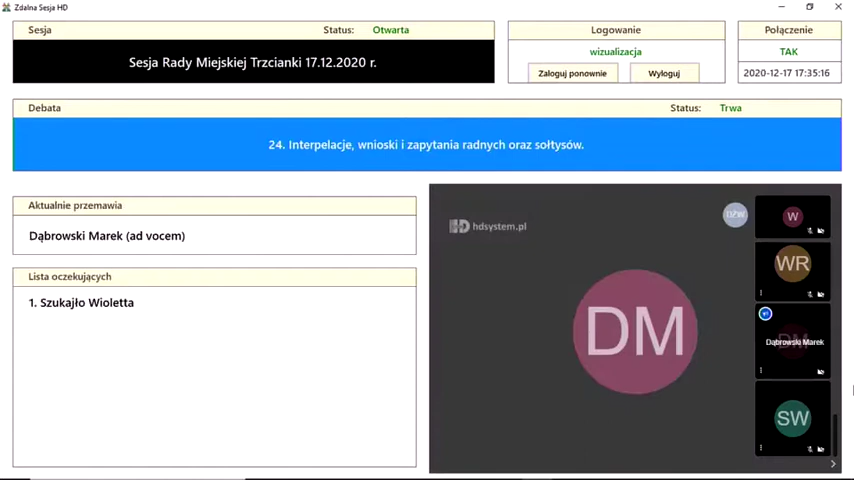 Zdalna Sesja HD
Sesja Status: Otwarta
Sesja Rady Miejskiej Trzcianki 17.12.2020 r.
Logowanie
wizualizacja
Zaloguj ponownie Wyloguj
Połączenie
TAK
2020-12-17 17:35:16
Debata Status: Trwa
24. Interpelacje, wnioski i zapytania radnych oraz sołtysów.
Aktualnie przemawia
Dąbrowski Marek (ad vocem)
Lista oczekujących
1. Szukajło Wioletta
HD hdsystem.pl
DM
W
WR
Dąbrowski Marek
SW